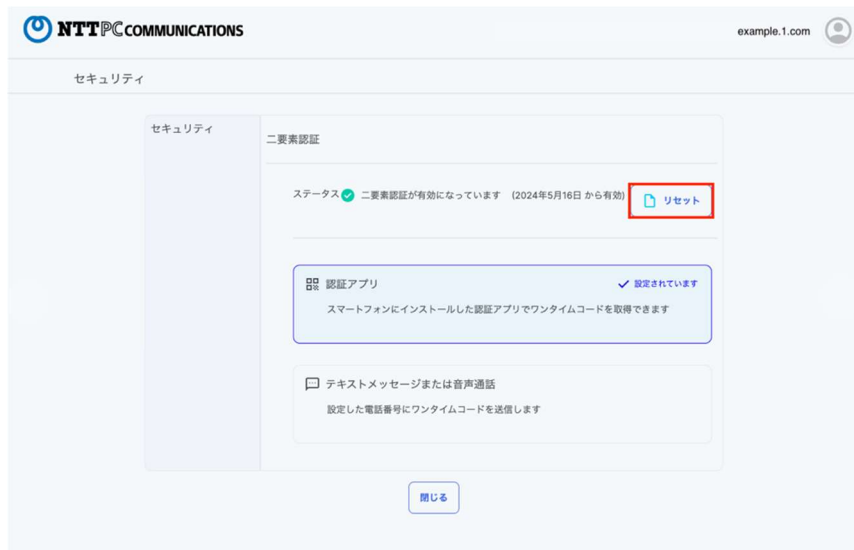 NTTPC COMMUNICATIONS
example.1.com
セキュリティ
セキュリティ
二要素認証
ステータス 二要素認証が有効になっています (2024年5月16日 から有効)
リセット
認証アプリ
設定されています
スマートフォンにインストールした認証アプリでワンタイムコードを取得できます
テキストメッセージまたは音声通話
設定した電話番号にワンタイムコードを送信します
閉じる